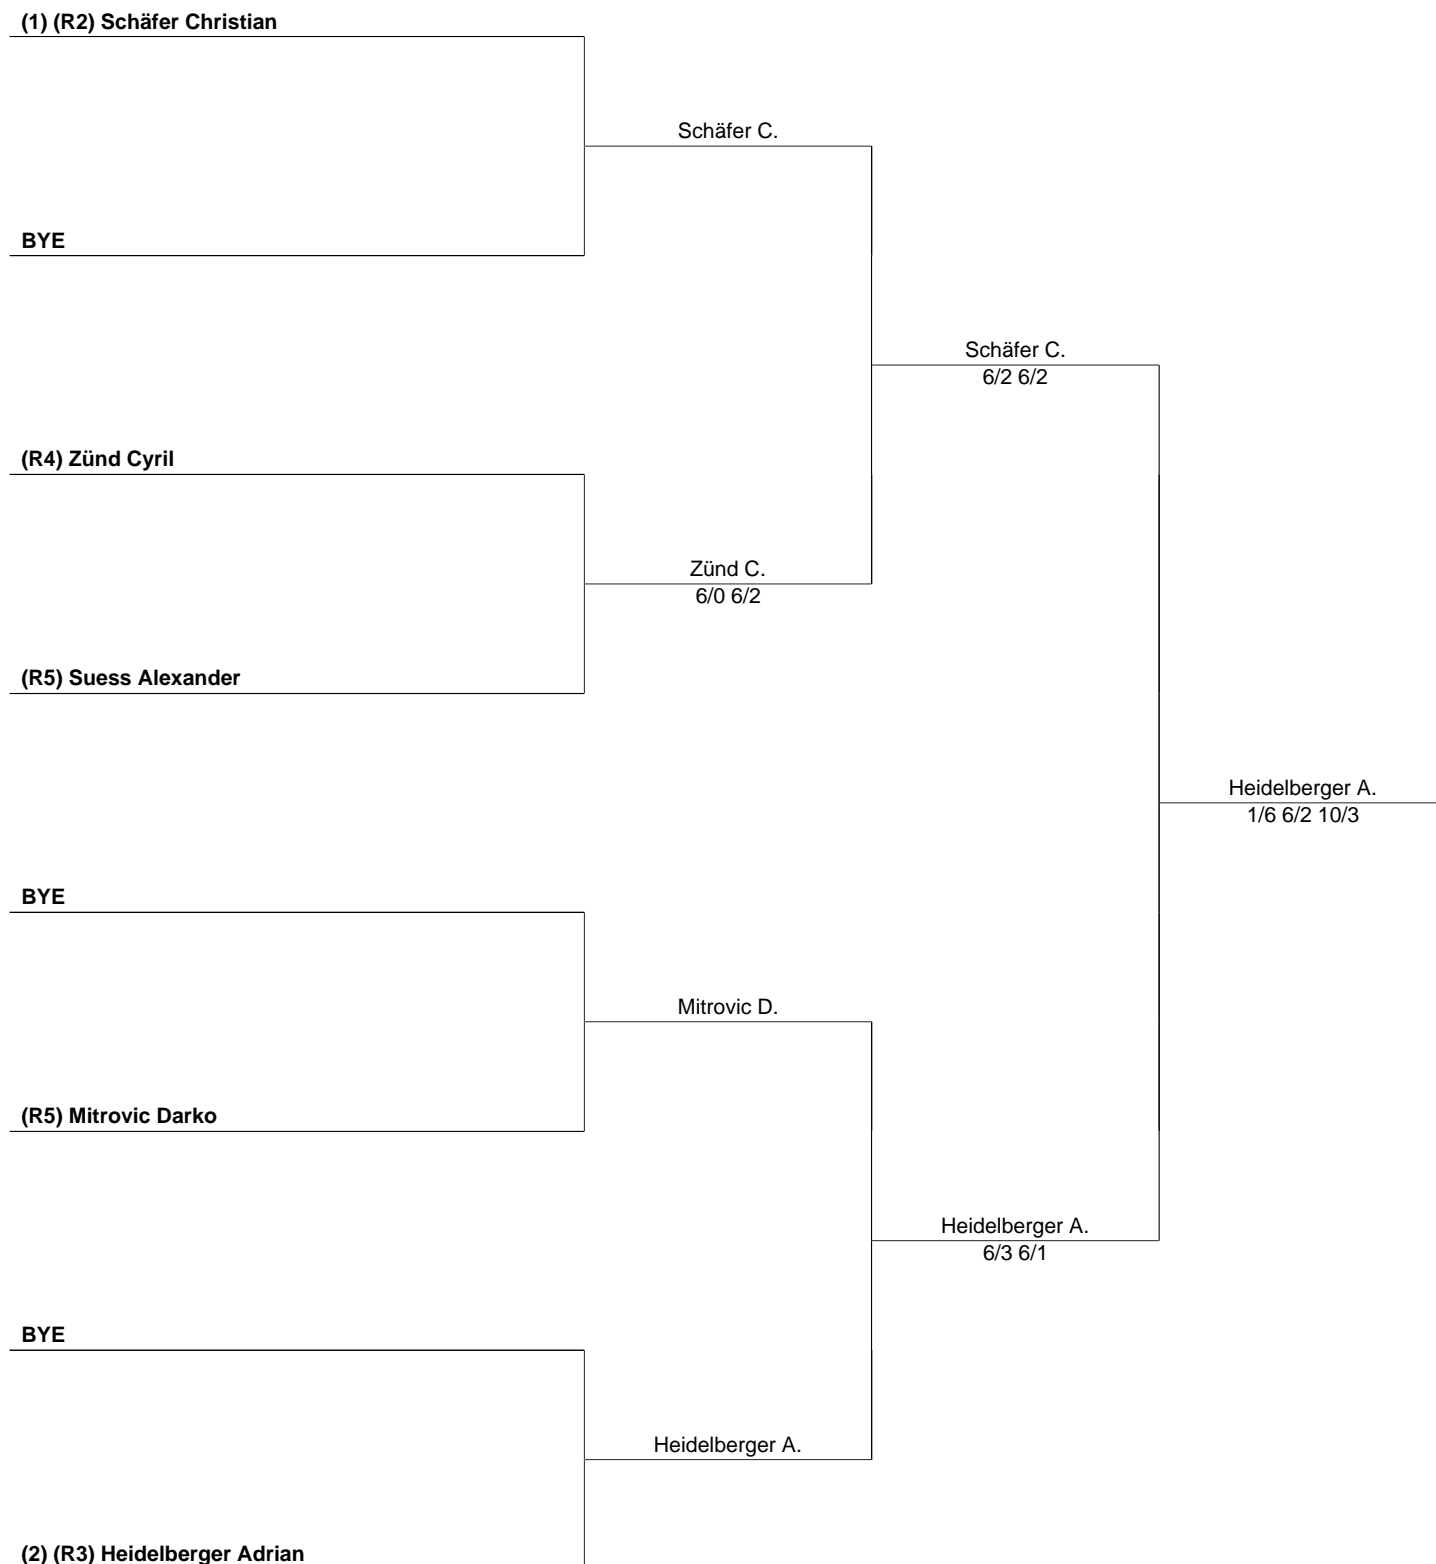 (1) (R2) Schäfer Christian
Schäfer C.
BYE
Schäfer C.
6/2 6/2
(R4) Zünd Cyril
Zünd C.
6/0 6/2
(R5) Suess Alexander
Heidelberger A.
1/6 6/2 10/3
BYE
Mitrovic D.
(R5) Mitrovic Darko
Heidelberger A.
6/3 6/1
BYE
Heidelberger A.
(2) (R3) Heidelberger Adrian